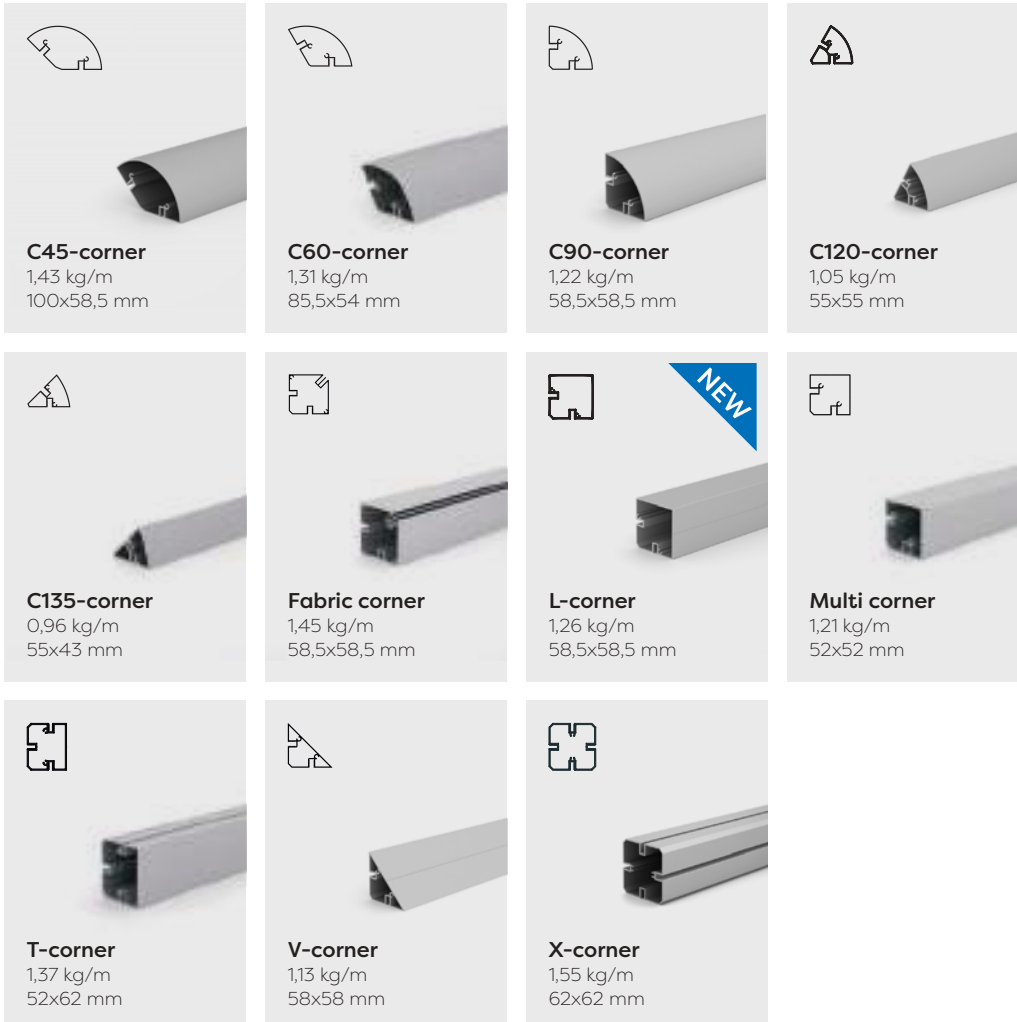 C45-corner
1,43 kg/m
100x58,5 mm
C60-corner
1,31 kg/m
85,5x54 mm
C90-corner
1,22 kg/m
58,5x58,5 mm
C120-corner
1,05 kg/m
55x55 mm
C135-corner
0,96 kg/m
55x43 mm
Fabric corner
1,45 kg/m
58,5x58,5 mm
NEW
L-corner
1,26 kg/m
58,5x58,5 mm
Multi corner
1,21 kg/m
52x52 mm
T-corner
1,37 kg/m
52x62 mm
V-corner
1,13 kg/m
58x58 mm
X-corner
1,55 kg/m
62x62 mm